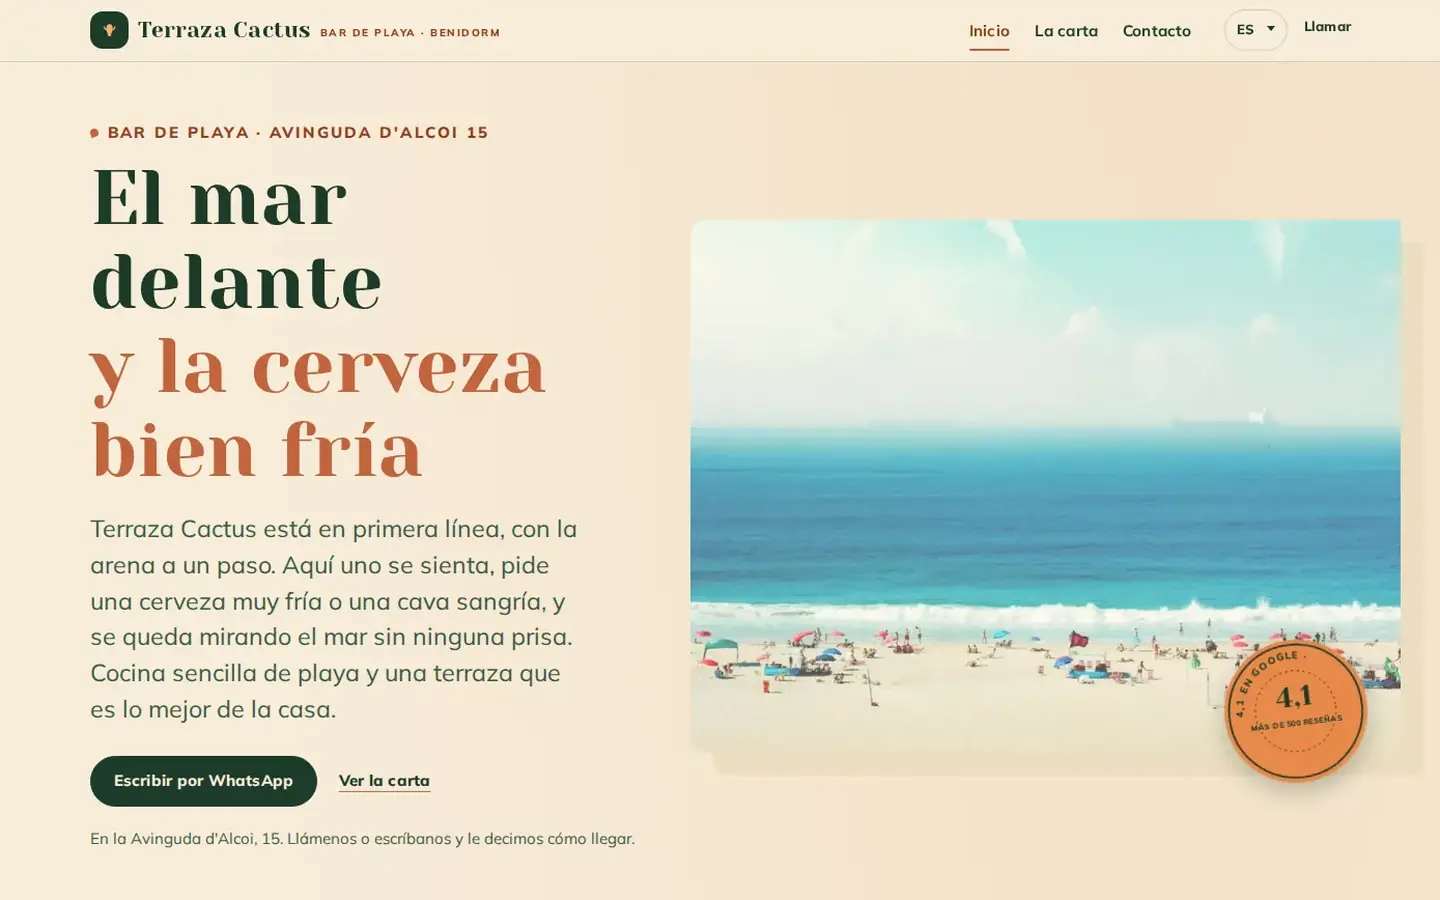 Terraza Cactus BAR DE PLAYA · BENIDORM
Inicio La carta Contacto ES Llamar
BAR DE PLAYA · AVINGUDA D'ALCOI 15
El mar
delante
y la cerveza
bien fría
Terraza Cactus está en primera línea, con la
arena a un paso. Aquí uno se sienta, pide
una cerveza muy fría o una cava sangría, y
se queda mirando el mar sin ninguna prisa.
Cocina sencilla de playa y una terraza que
es lo mejor de la casa.
4,1 EN GOOGLE ·
4,1
MÁS DE 500 RESEÑAS
Escribir por WhatsApp Ver la carta
En la Avinguda d'Alcoi, 15. Llámenos o escríbanos y le decimos cómo llegar.